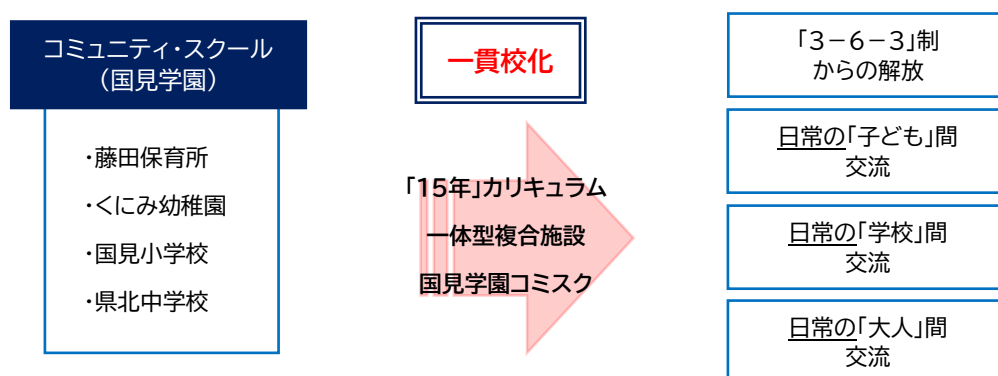 コミュニティ・スクール
（国見学園）
・藤田保育所
・くにみ幼稚園
・国見小学校
・県北中学校
一貫校化
「15年」カリキュラム
一体型複合施設
国見学園コミスク
「3－6－3」制
からの解放
日常の「子ども」間
交流
日常の「学校」間
交流
日常の「大人」間
交流